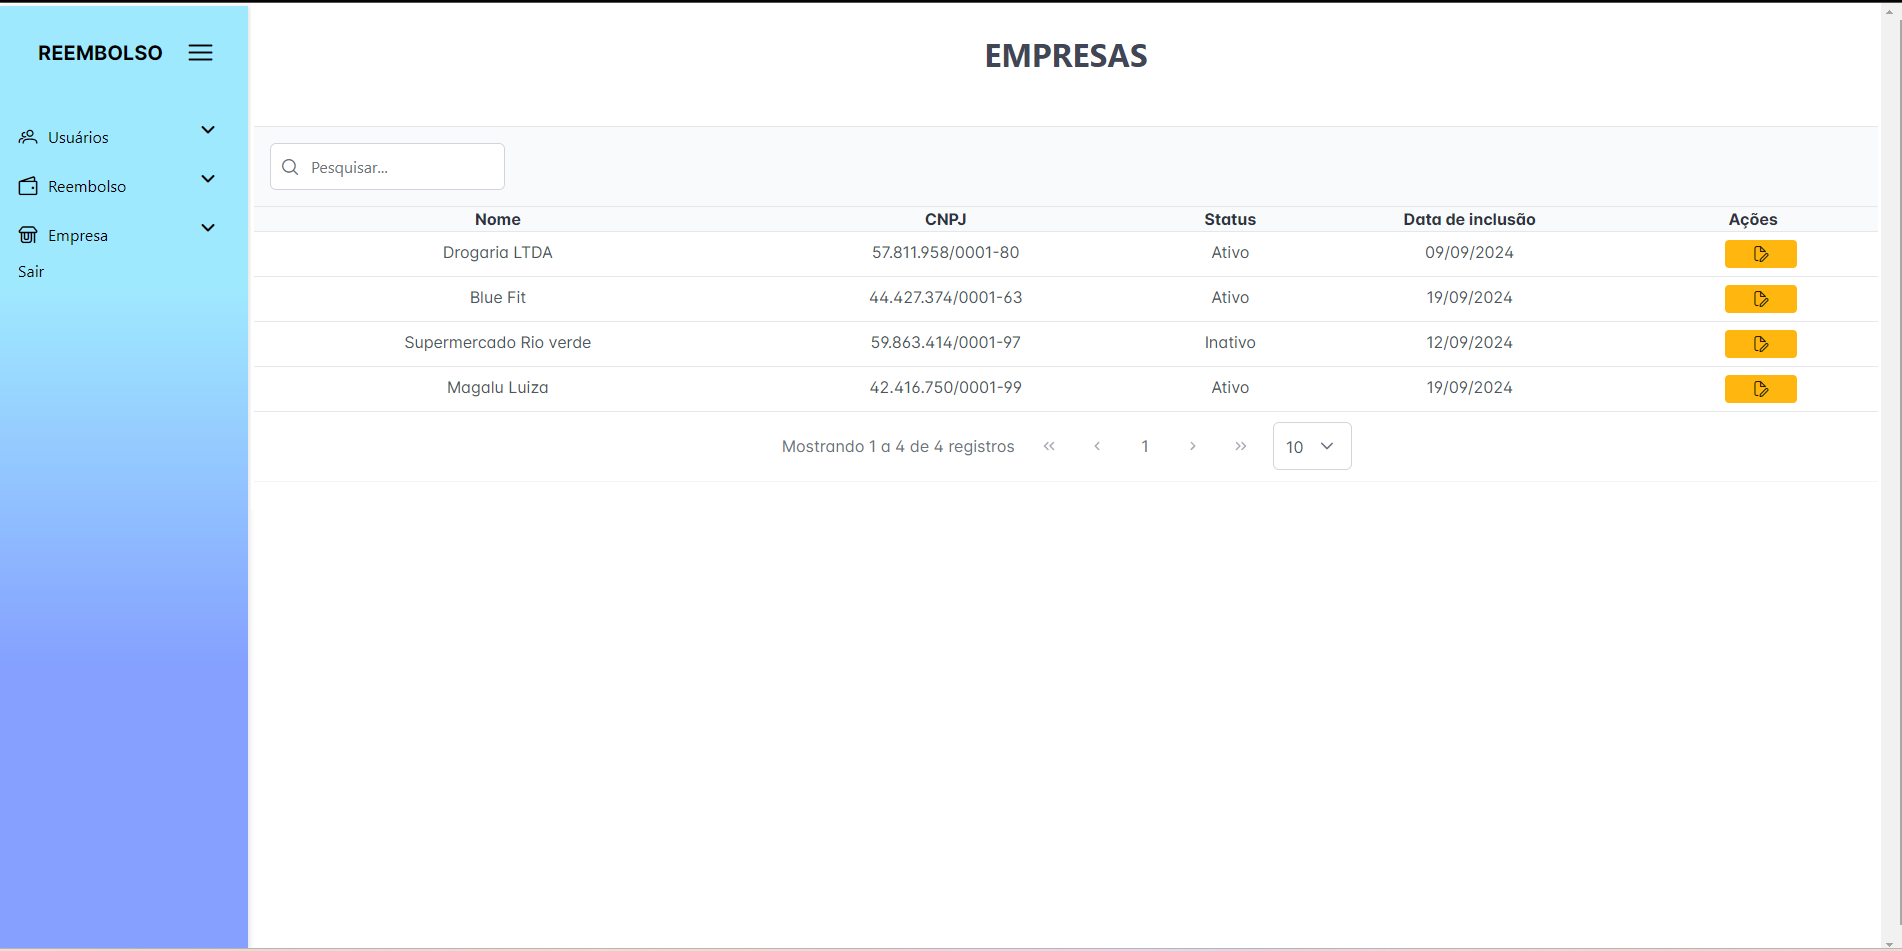 REEMBOLSO
Usuários
Reembolso
Empresa
Sair
EMPRESAS
Pesquisar...
Nome CNPJ Status Data de inclusão Ações
Drogaria LTDA 57.811.958/0001-80 Ativo 09/09/2024
Blue Fit 44.427.374/0001-63 Ativo 19/09/2024
Supermercado Rio verde 59.863.414/0001-97 Inativo 12/09/2024
Magalu Luiza 42.416.750/0001-99 Ativo 19/09/2024
Mostrando 1 a 4 de 4 registros 1 10